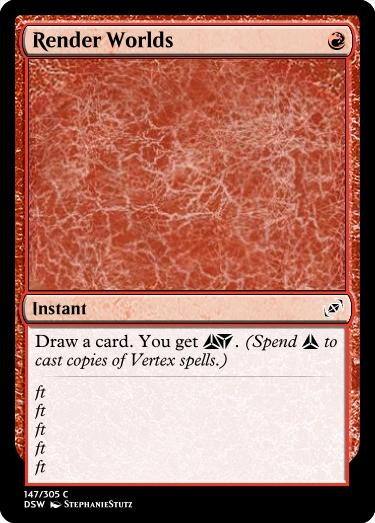 Render Worlds
Instant
Draw a card. You get . (Spend to
cast copies of Vertex spells.)
ft
ft
ft
ft
ft
147/305 C
DSW StephanieStutz